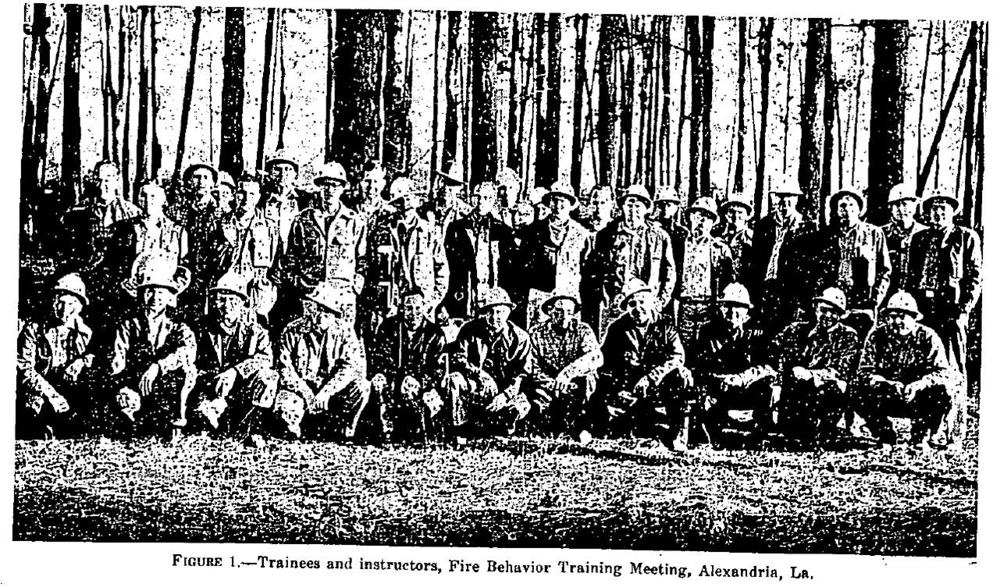 FIGURE 1.—Trainees and instructors, Fire Behavior Training Meeting, Alexandria, La.